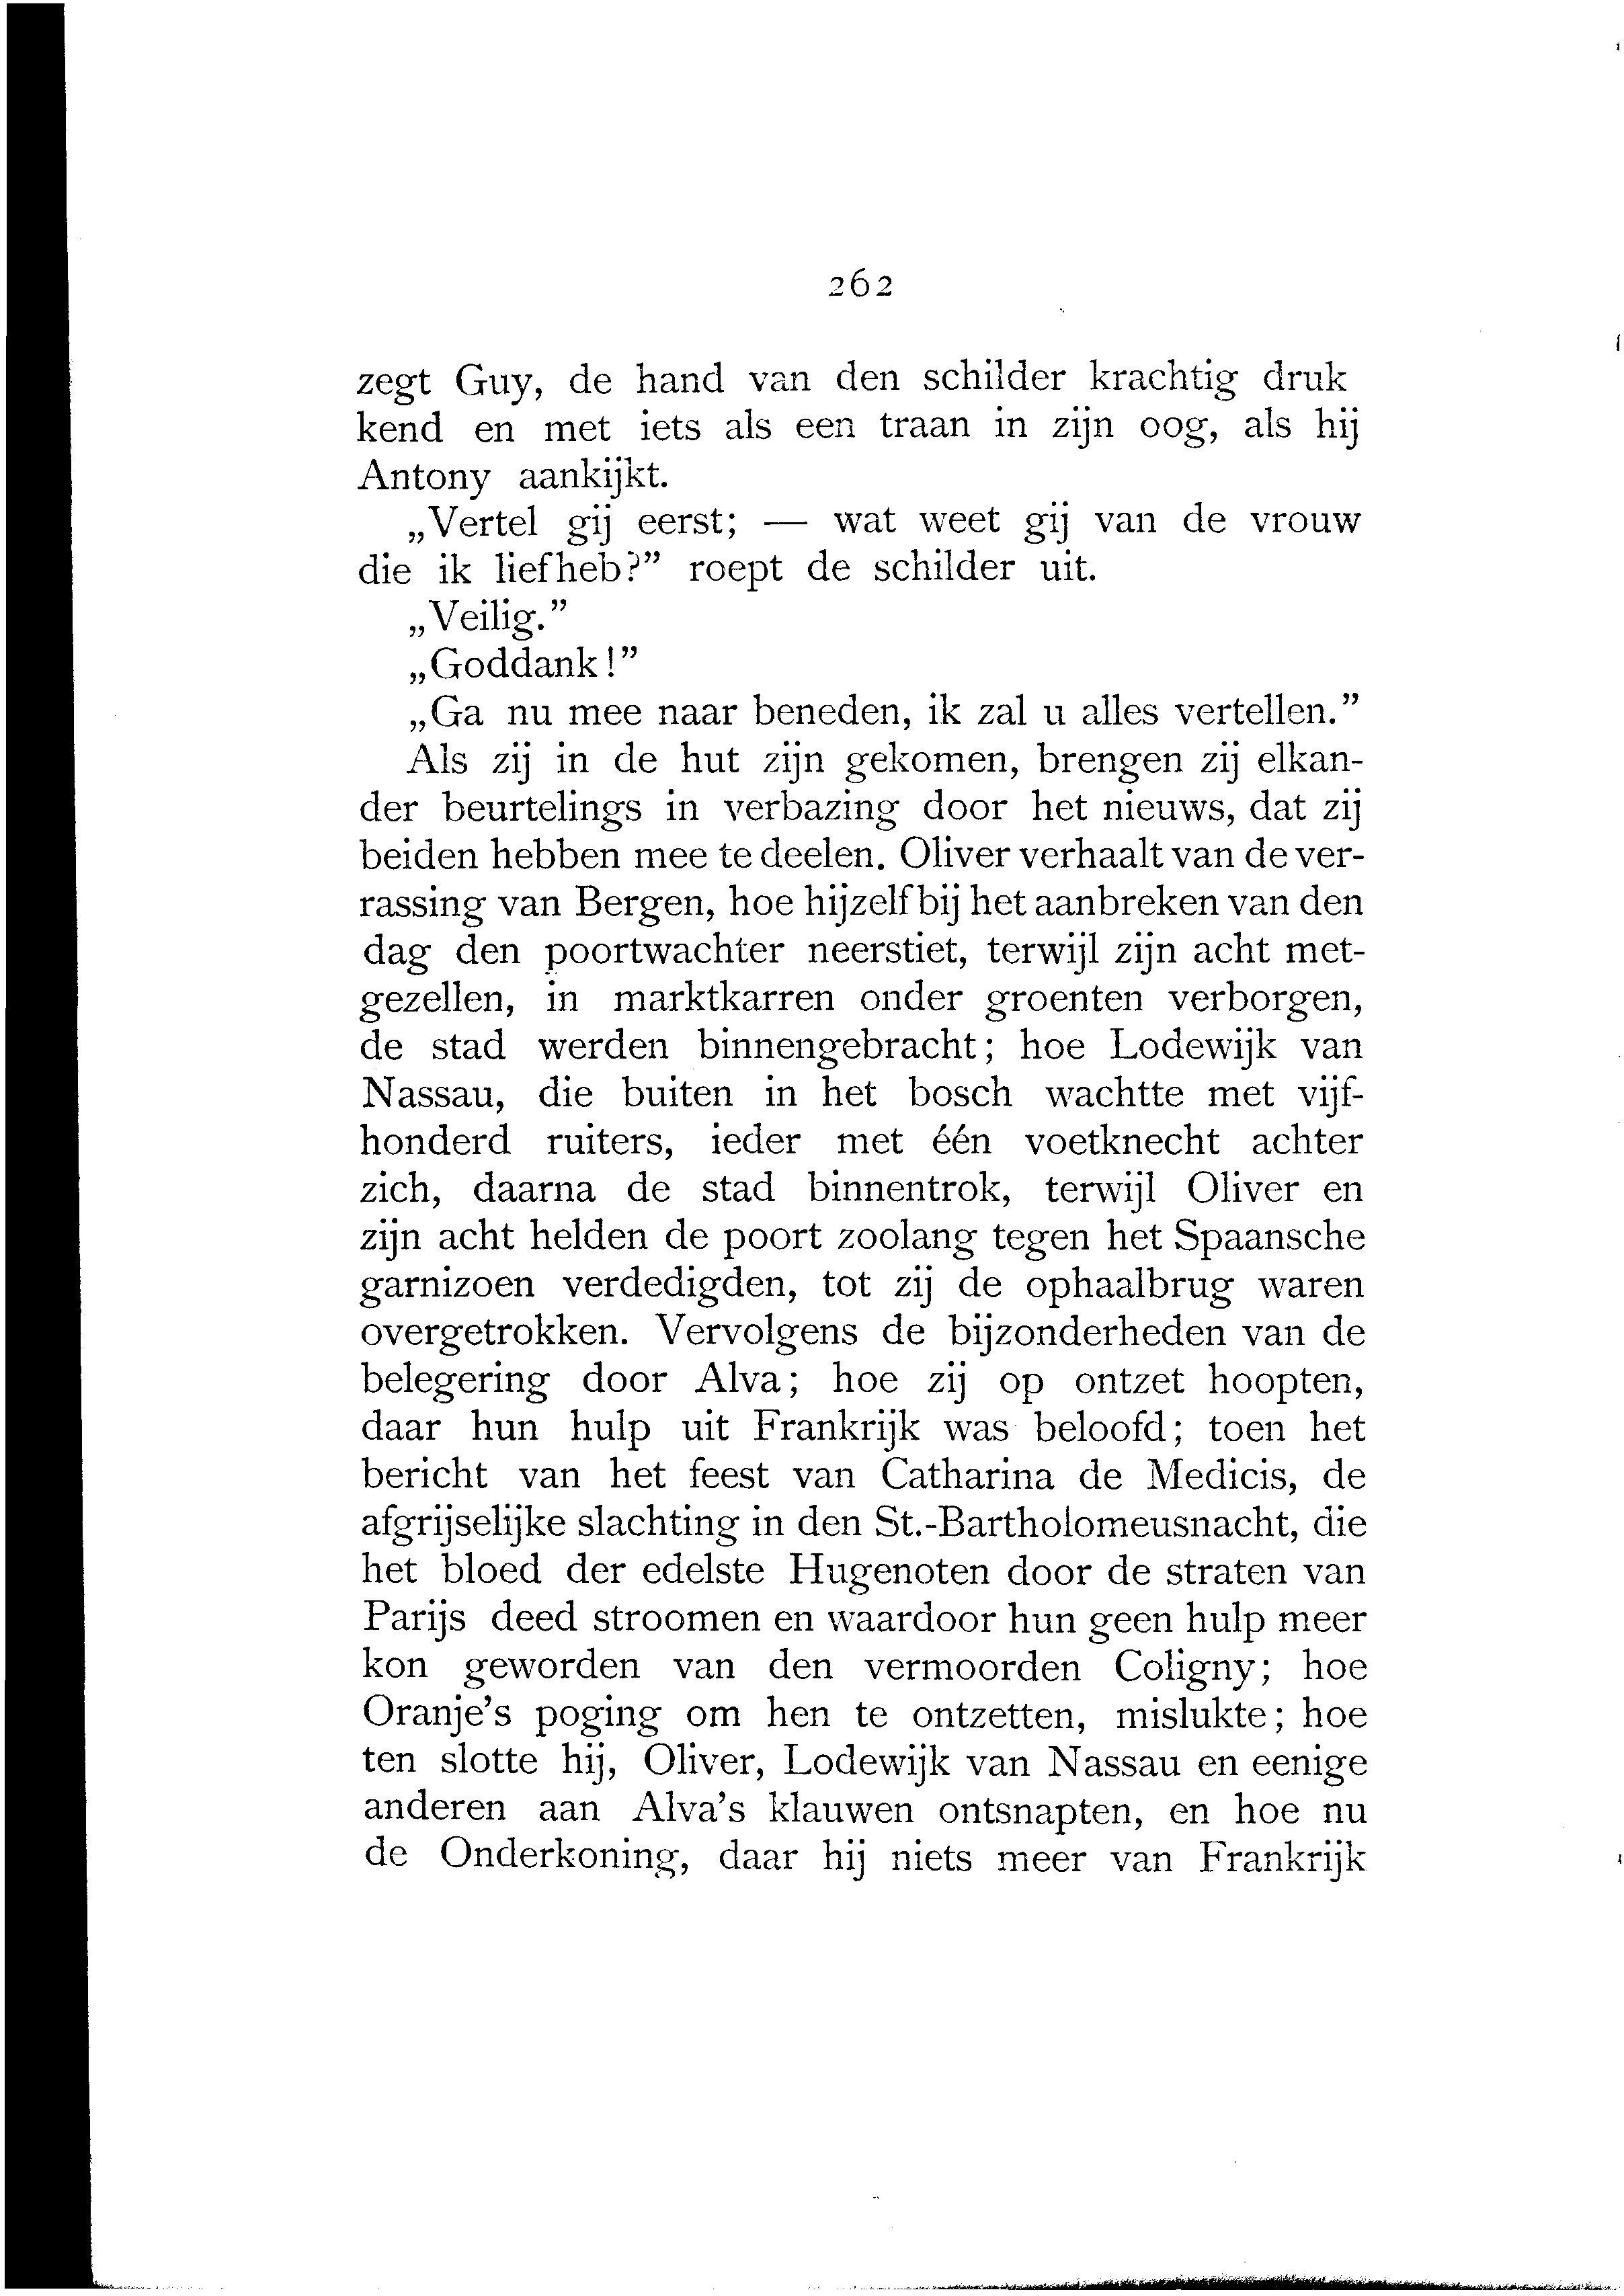 262
zegt Guy, de hand van den schilder krachtig druk
kend en met iets als een traan in zijn oog, als hij
Antony aankijkt.
„Vertel gij eerst; — wat weet gij van de vrouw
die ik liefheb?” roept de schilder uit.
„Veilig.”
„Goddank!”
„Ga nu mee naar beneden, ik zal u alles vertellen.”
Als zij in de hut zijn gekomen, brengen zij elkan-
der beurtelings in verbazing door het nieuws, dat zij
beiden hebben mee te deelen. Oliver verhaalt van de ver-
rassing van Bergen, hoe hijzelf bij het aanbreken van den
dag den poortwachter neerstiet, terwijl zijn acht met-
gezellen, in marktkarren onder groenten verborgen,
de stad werden binnengebracht; hoe Lodewijk van
Nassau, die buiten in het bosch wachtte met vijf-
honderd ruiters, ieder met één voetknecht achter
zich, daarna de stad binnentrok, terwijl Oliver en
zijn acht helden de poort zoolang tegen het Spaansche
garnizoen verdedigden, tot zij de ophaalbrug waren
overgetrokken. Vervolgens de bijzonderheden van de
belegering door Alva; hoe zij op ontzet hoopten,
daar hun hulp uit Frankrijk was beloofd; toen het
bericht van het feest van Catharina de Medicis, de
afgrijselijke slachting in den St.-Bartholomeusnacht, die
het bloed der edelste Hugenoten door de straten van
Parijs deed stroomen en waardoor hun geen hulp meer
kon geworden van den vermoorden Coligny; hoe
Oranje's poging om hen te ontzetten, mislukte; hoe
ten slotte hij, Oliver, Lodewijk van Nassau en eenige
anderen aan Alva's klauwen ontsnapten, en hoe nu
de Onderkoning, daar hij niets meer van Frankrijk